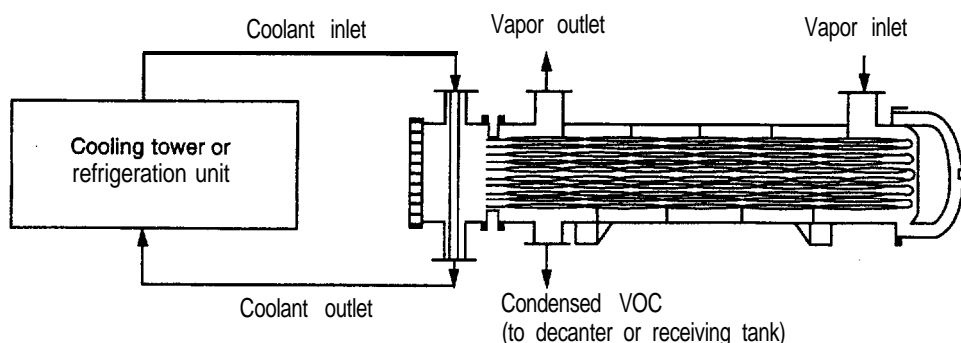 Coolant inlet
Vapor outlet
Vapor inlet
Cooling tower or
refrigeration unit
Coolant outlet
Condensed VOC
(to decanter or receiving tank)